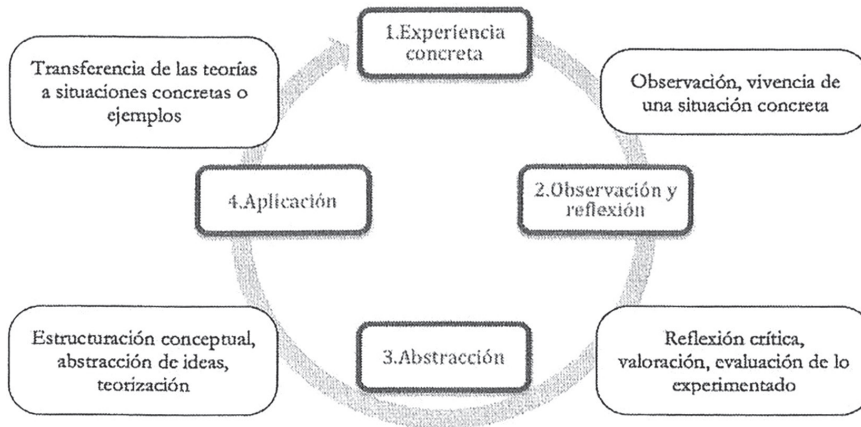 1.Experiencia
concreta
Transferencia de las teorías
a situaciones concretas o
ejemplos
Observación, vivencia de
una situación concreta
4.Aplicación
2.Observación y
reflexión
Estructuración conceptual,
abstracción de ideas,
teorización
3.Abstracción
Reflexión crítica,
valoración, evaluación de lo
experimentado